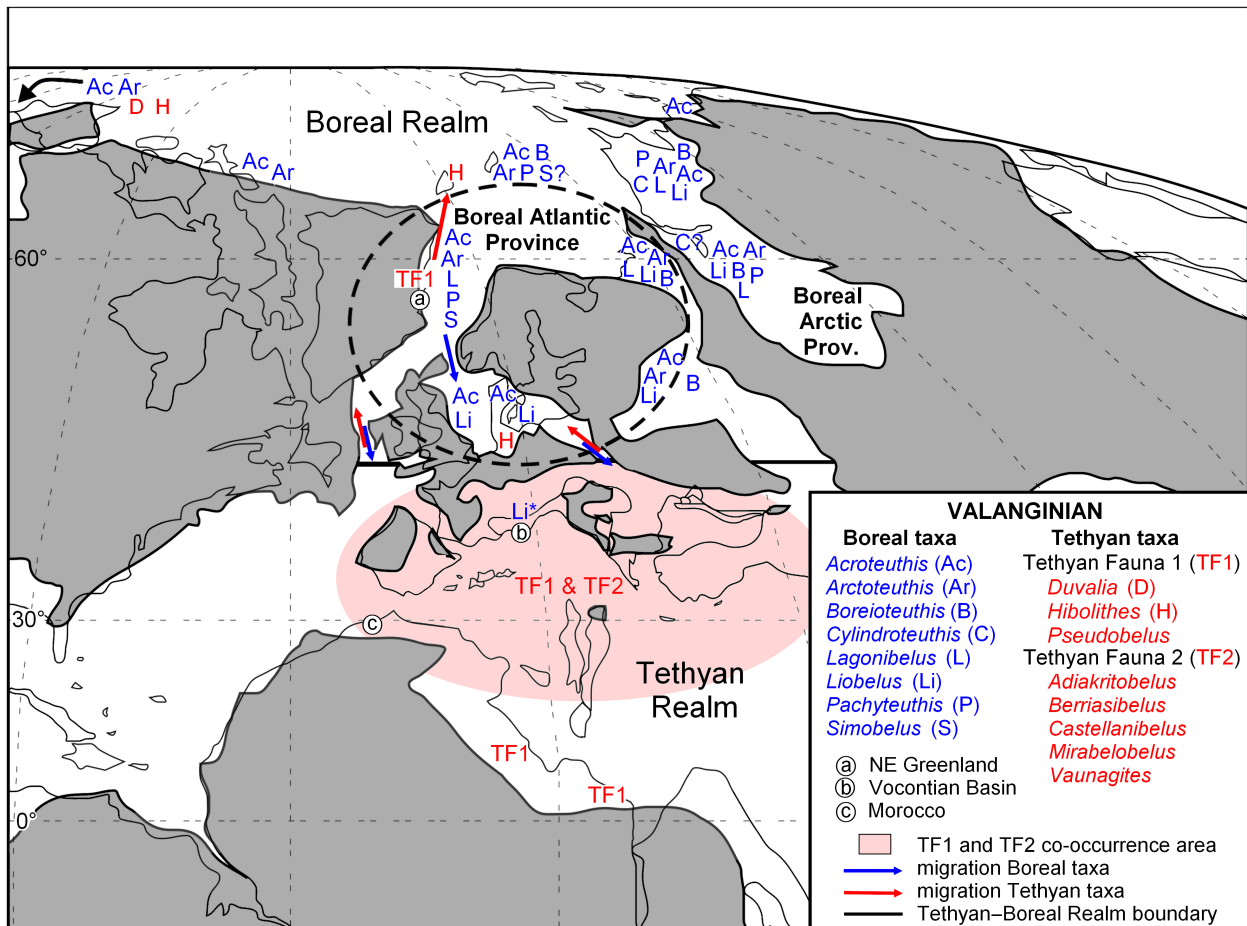 Ac Ar
D H
Boreal Realm
Ac
Ac Ar
H
Ac B
Ar P S?
P B
Ar
C L Ac
Li
Boreal Atlantic
Province
60°
TF1
a
Ac
Ar
L
P
S
Ac Ar
L Li B
C?
Ac Ar
Li B P
L
Boreal
Arctic
Prov.
Ac
Ar B
Li
Ac
Li
Ac
Li
H
Li*
b
TF1 & TF2
30°
c
Tethyan
Realm
TF1
TF1
0°
VALANGINIAN
Boreal taxa
Acroteuthis (Ac)
Arctoteuthis (Ar)
Boreioteuthis (B)
Cylindroteuthis (C)
Lagonibelus (L)
Liobelus (Li)
Pachyteuthis (P)
Simobelus (S)
Tethyan taxa
Tethyan Fauna 1 (TF1)
Duvalia (D)
Hibolithes (H)
Pseudobelus
Tethyan Fauna 2 (TF2)
Adiakritobelus
Berriasibelus
Castellanibelus
Mirabelobelus
Vaunagites
a NE Greenland
b Vocontian Basin
c Morocco
TF1 and TF2 co-occurrence area
migration Boreal taxa
migration Tethyan taxa
Tethyan–Boreal Realm boundary